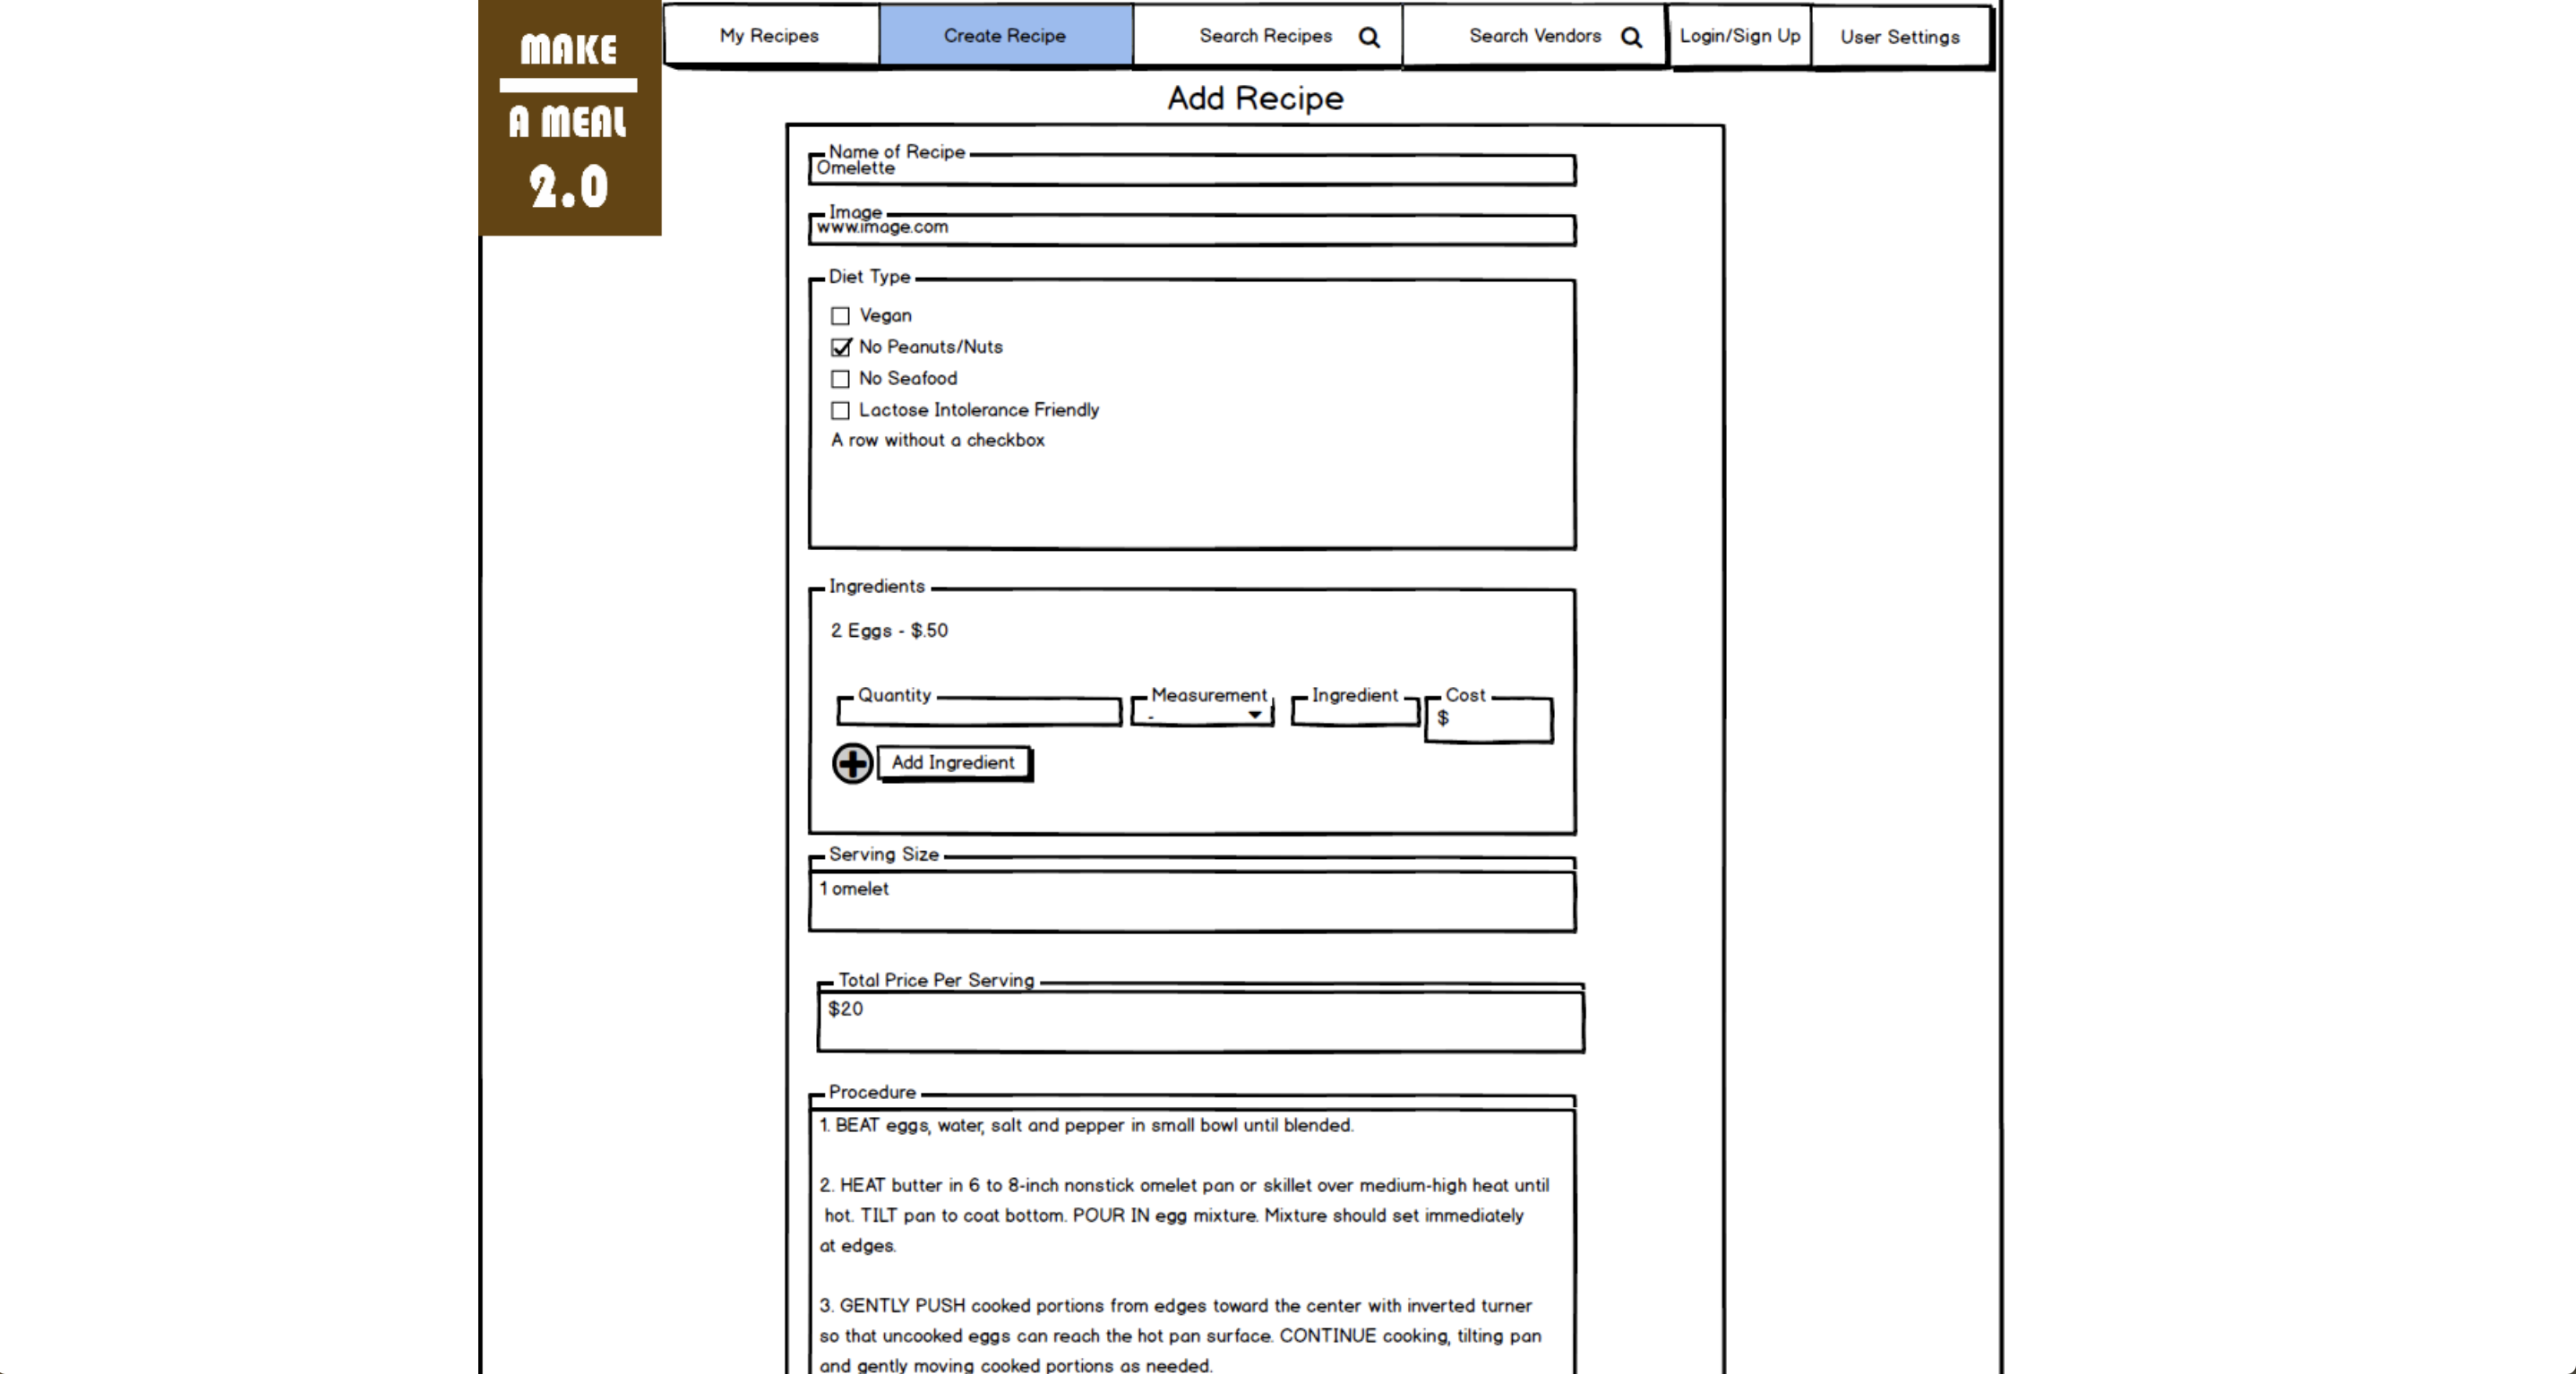 MAKE
A MEAL
2.0
My Recipes
Create Recipe
Search Recipes
Search Vendors
Login/Sign Up
User Settings
Add Recipe
Name of Recipe
Omelette
Image
www.image.com
Diet Type
Vegan
No Peanuts/Nuts
No Seafood
Lactose Intolerance Friendly
A row without a checkbox
Ingredients
2 Eggs - $.50
Quantity
Measurement
-
Ingredient
Cost
$
Add Ingredient
Serving Size
1 omelet
Total Price Per Serving
$20
Procedure
1. BEAT eggs, water, salt and pepper in small bowl until blended.
2. HEAT butter in 6 to 8-inch nonstick omelet pan or skillet over medium-high heat until
hot. TILT pan to coat bottom. POUR IN egg mixture. Mixture should set immediately
at edges.
3. GENTLY PUSH cooked portions from edges toward the center with inverted turner
so that uncooked eggs can reach the hot pan surface. CONTINUE cooking, tilting pan
and gently moving cooked portions as needed.